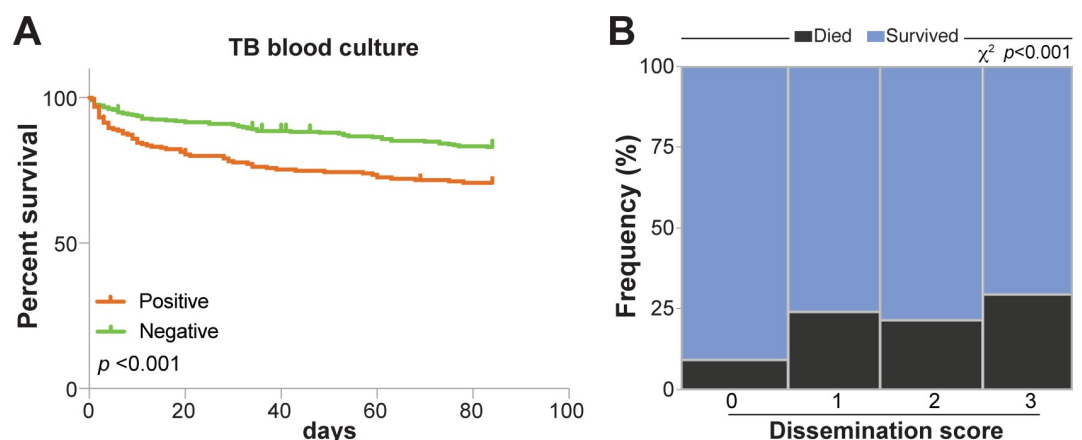 A
TB blood culture
Percent survival
100
50
0
Positive
Negative
p <0.001
0 20 40 60 80 100
days
B
Died Survived
χ² p<0.001
Frequency (%)
100
75
50
25
0
0 1 2 3
Dissemination score